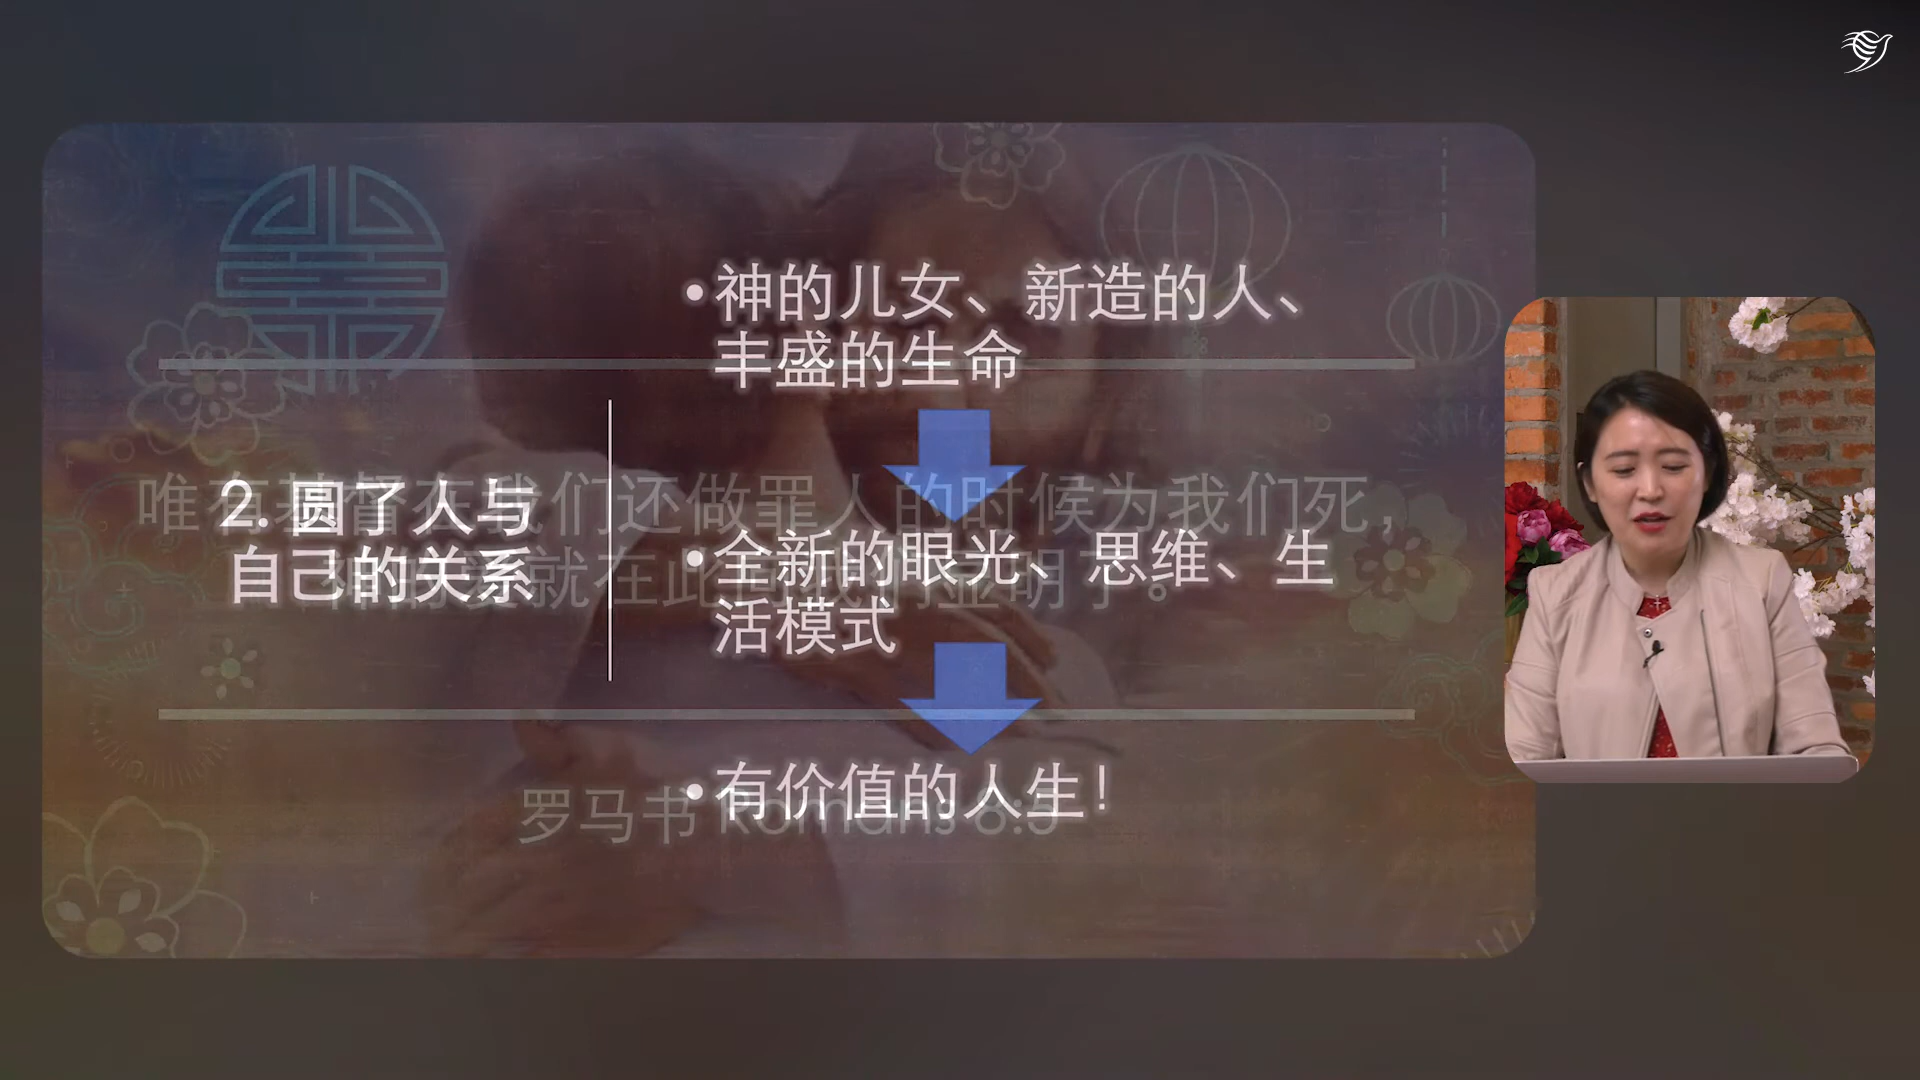 •神的儿女、新造的人、
丰盛的生命
2. 圆了人与
自己的关系
•全新的眼光、思维、生
活模式
•有价值的人生！
唯有基督在我们还做罪人的时候为我们死，
就在此向我们显明了。
罗马书 Romans